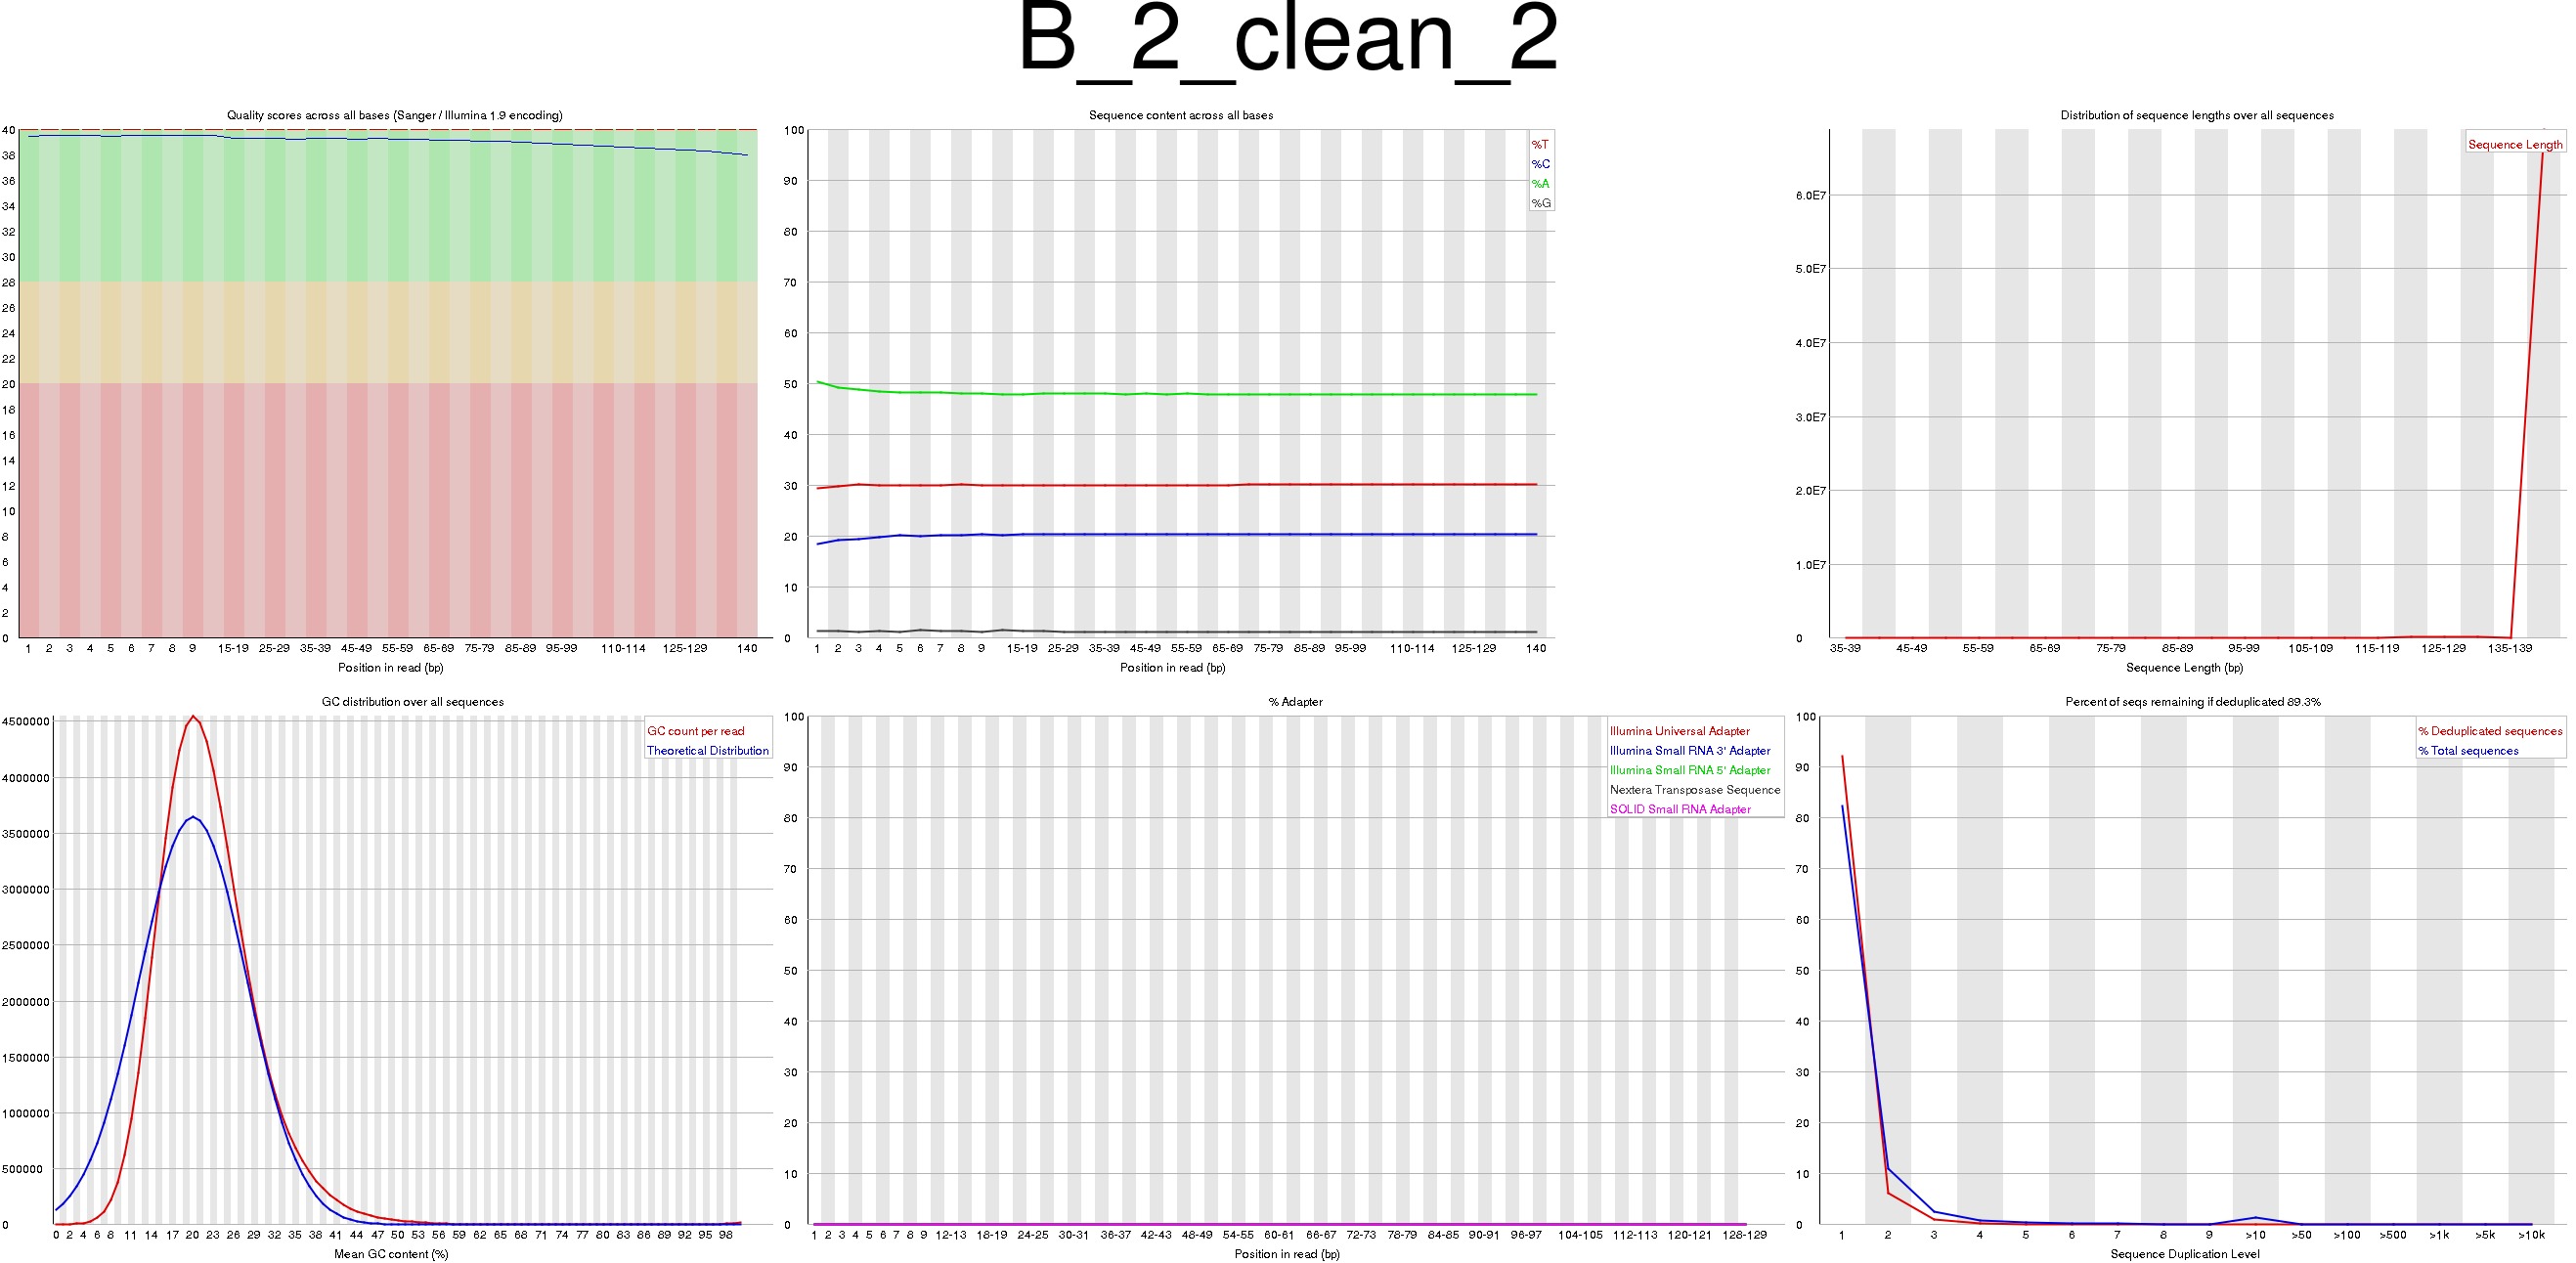 B_2_clean_2
Quality scores across all bases (Sanger / Illumina 1.9 encoding)
40
38
36
34
32
30
28
26
24
22
20
18
16
14
12
10
8
6
4
2
0
1 2 3 4 5 6 7 8 9 15-19 25-29 35-39 45-49 55-59 65-69 75-79 85-89 95-99 110-114 125-129 140
Position in read (bp)
Sequence content across all bases
100
90
80
70
60
50
40
30
20
10
0
%T
%C
%A
%G
1 2 3 4 5 6 7 8 9 15-19 25-29 35-39 45-49 55-59 65-69 75-79 85-89 95-99 110-114 125-129 140
Position in read (bp)
Distribution of sequence lengths over all sequences
Sequence Length
6.0E7
5.0E7
4.0E7
3.0E7
2.0E7
1.0E7
0
35-39 45-49 55-59 65-69 75-79 85-89 95-99 105-109 115-119 125-129 135-139
Sequence Length (bp)
GC distribution over all sequences
GC count per read
Theoretical Distribution
4500000
4000000
3500000
3000000
2500000
2000000
1500000
1000000
500000
0
0 2 4 6 8 11 14 17 20 23 26 29 32 35 38 41 44 47 50 53 56 59 62 65 68 71 74 77 80 83 86 89 92 95 98
Mean GC content (%)
% Adapter
100
90
80
70
60
50
40
30
20
10
0
Illumina Universal Adapter
Illumina Small RNA 3' Adapter
Illumina Small RNA 5' Adapter
Nextera Transposase Sequence
SOLID Small RNA Adapter
1 2 3 4 5 6 7 8 9 12-13 18-19 24-25 30-31 36-37 42-43 48-49 54-55 60-61 66-67 72-73 78-79 84-85 90-91 96-97 104-105 112-113 120-121 128-129
Position in read (bp)
Percent of seqs remaining if deduplicated 89.3%
% Deduplicated sequences
% Total sequences
100
90
80
70
60
50
40
30
20
10
0
1 2 3 4 5 6 7 8 9 >10 >50 >100 >500 >1k >5k >10k
Sequence Duplication Level